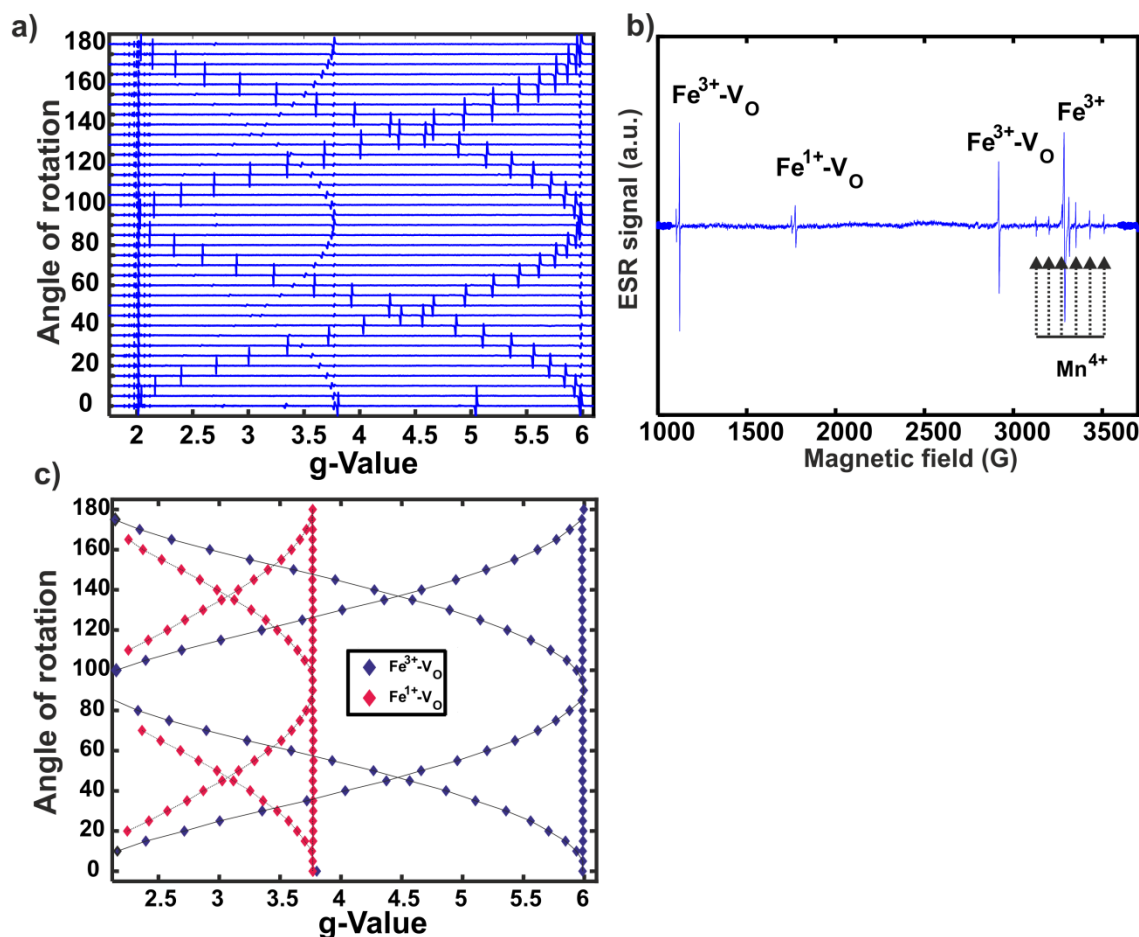 a)
180
160
140
120
100
80
60
40
20
0
Angle of rotation
2
2.5
3
3.5
4
4.5
5
5.5
6
g-Value
b)
ESR signal (a.u.)
Fe3+-VO
Fe1+-VO
Fe3+-VO
Fe3+
Mn4+
1000
1500
2000
2500
3000
3500
Magnetic field (G)
c)
180
160
140
120
100
80
60
40
20
0
Angle of rotation
Fe3+-VO
Fe1+-VO
2.5
3
3.5
4
4.5
5
5.5
6
g-Value